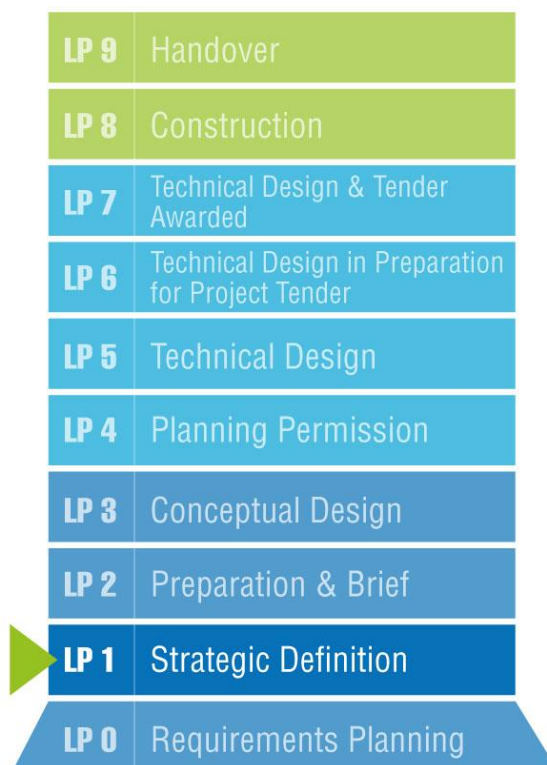 LP 9 Handover
LP 8 Construction
LP 7 Technical Design & Tender
Awarded
LP 6 Technical Design in Preparation
for Project Tender
LP 5 Technical Design
LP 4 Planning Permission
LP 3 Conceptual Design
LP 2 Preparation & Brief
LP 1 Strategic Definition
LP 0 Requirements Planning